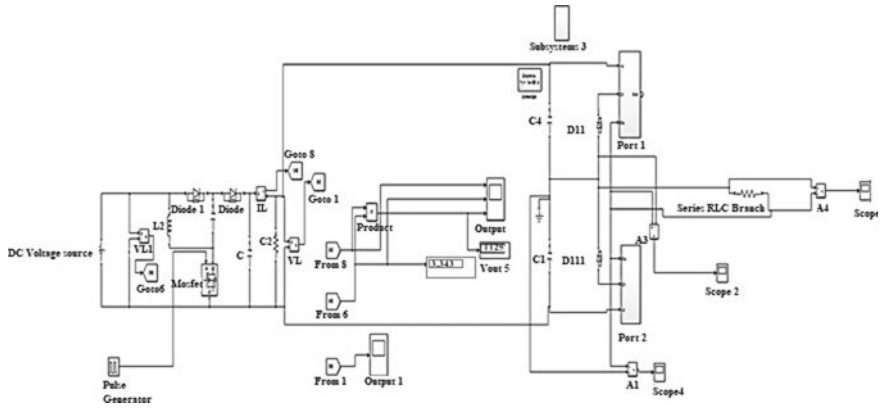 Subsystems 3
C4
D11
Port 1
Goto 8
Goto 1
Diode 1
Diode
IL
L2
VL1
DC Voltage source
Goto6
Mosfet
C
C2
VL
Product
Output
From 8
3.343
Vout 5
From 6
C1
D111
Series RLC Branch
A4
Scope
A3
Scope 2
Port 2
Pulse
Generator
From 1
Output 1
A1
Scope4